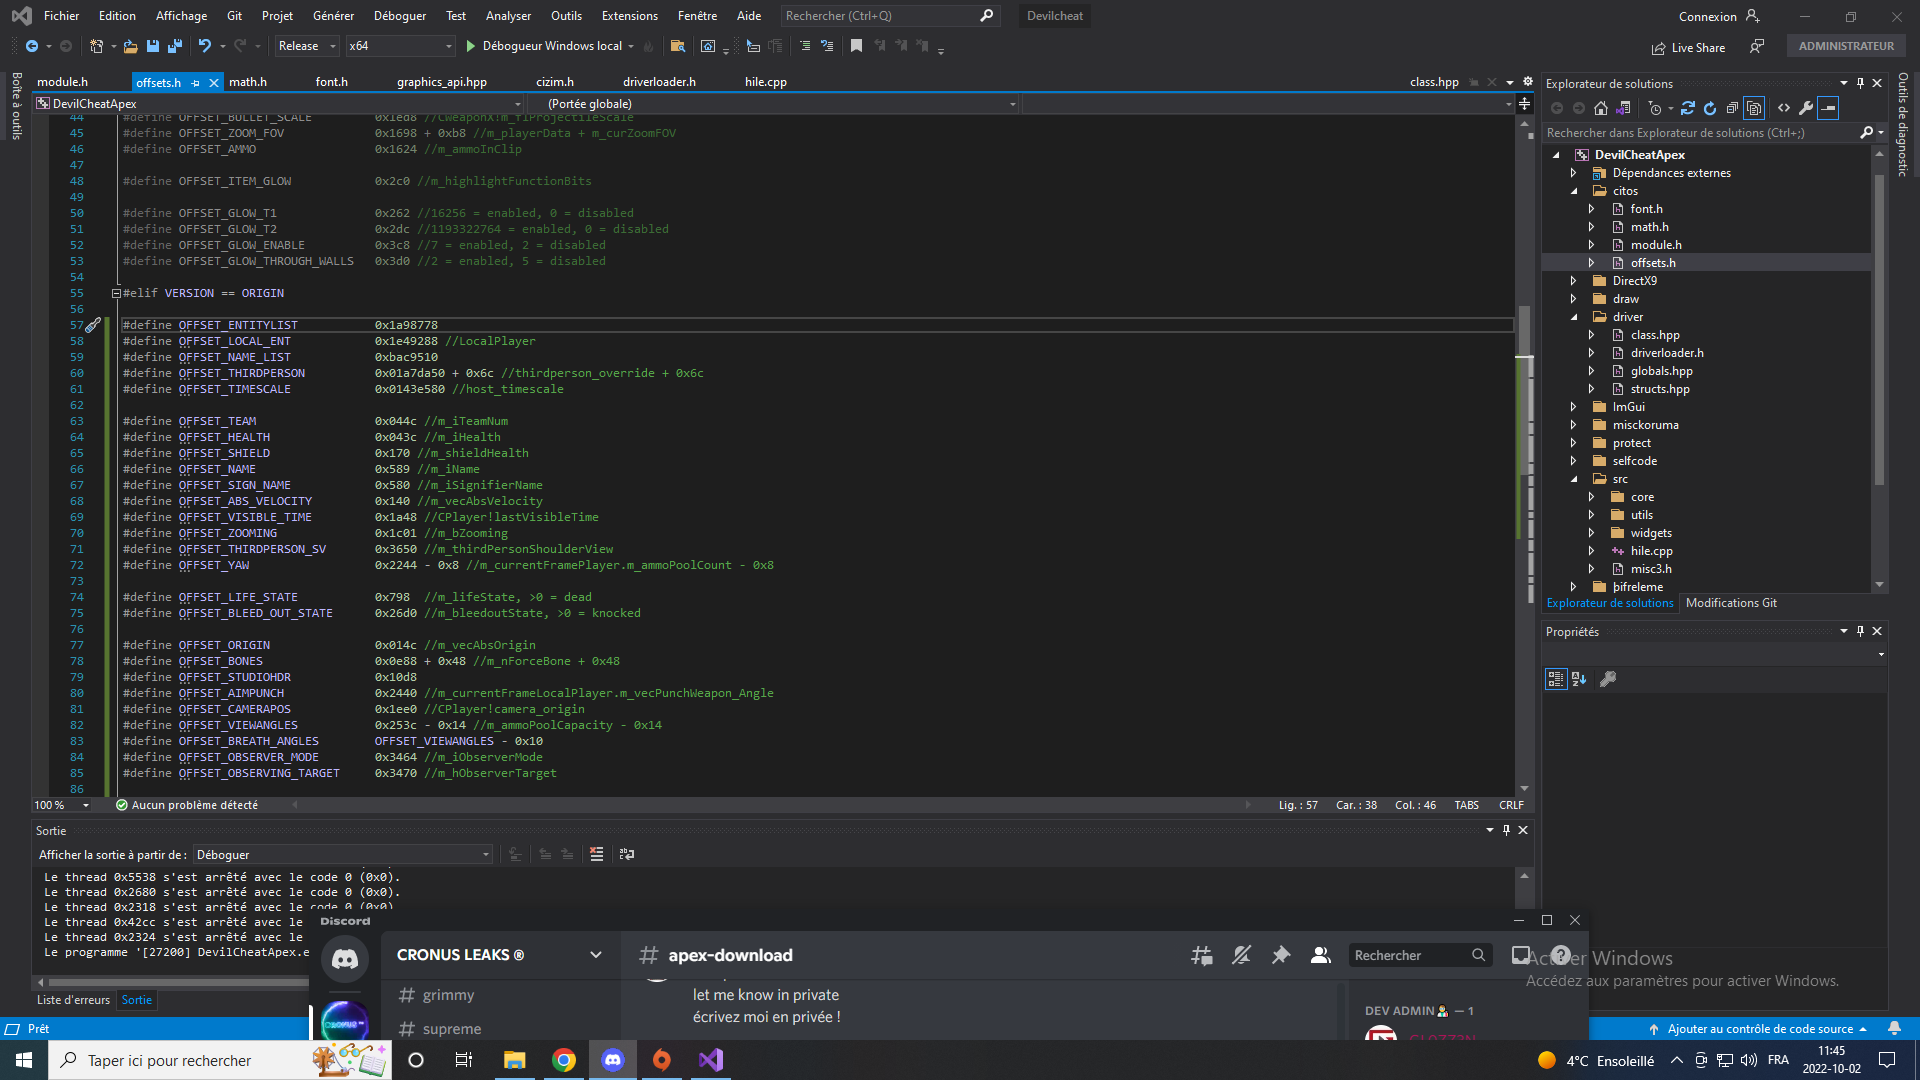 Fichier Edition Affichage Git Projet Générer Déboguer Test Analyser Outils Extensions Fenêtre Aide Rechercher (Ctrl+Q) Devilcheat Connexion
Release x64 Débogueur Windows local Live Share ADMINISTRATEUR
Boîte à outils
module.h offsets.h math.h font.h graphics_api.hpp cizim.h driverloader.h hile.cpp class.hpp
DevilCheatApex (Portée globale)
44 #define OFFSET_BULLET_SCALE 0x1ed8 //CWeaponX!m_flProjectileScale
45 #define OFFSET_ZOOM_FOV 0x1698 + 0xb8 //m_playerData + m_curZoomFOV
46 #define OFFSET_AMMO 0x1624 //m_ammoInClip
47
48 #define OFFSET_ITEM_GLOW 0x2c0 //m_highlightFunctionBits
49
50 #define OFFSET_GLOW_T1 0x262 //16256 = enabled, 0 = disabled
51 #define OFFSET_GLOW_T2 0x2dc //1193322764 = enabled, 0 = disabled
52 #define OFFSET_GLOW_ENABLE 0x3c8 //7 = enabled, 2 = disabled
53 #define OFFSET_GLOW_THROUGH_WALLS 0x3d0 //2 = enabled, 5 = disabled
54
55 #elif VERSION == ORIGIN
56
57 #define OFFSET_ENTITYLIST 0x1a98778
58 #define OFFSET_LOCAL_ENT 0x1e49288 //LocalPlayer
59 #define OFFSET_NAME_LIST 0xbac9510
60 #define OFFSET_THIRDPERSON 0x01a7da50 + 0x6c //thirdperson_override + 0x6c
61 #define OFFSET_TIMESCALE 0x0143e580 //host_timescale
62
63 #define OFFSET_TEAM 0x044c //m_iTeamNum
64 #define OFFSET_HEALTH 0x043c //m_iHealth
65 #define OFFSET_SHIELD 0x170 //m_shieldHealth
66 #define OFFSET_NAME 0x589 //m_iName
67 #define OFFSET_SIGN_NAME 0x580 //m_iSignifierName
68 #define OFFSET_ABS_VELOCITY 0x140 //m_vecAbsVelocity
69 #define OFFSET_VISIBLE_TIME 0x1a48 //CPlayer!lastVisibleTime
70 #define OFFSET_ZOOMING 0x1c01 //m_bZooming
71 #define OFFSET_THIRDPERSON_SV 0x3650 //m_thirdPersonShoulderView
72 #define OFFSET_YAW 0x2244 - 0x8 //m_currentFramePlayer.m_ammoPoolCount - 0x8
73
74 #define OFFSET_LIFE_STATE 0x798 //m_lifeState, >0 = dead
75 #define OFFSET_BLEED_OUT_STATE 0x26d0 //m_bleedoutState, >0 = knocked
76
77 #define OFFSET_ORIGIN 0x014c //m_vecAbsOrigin
78 #define OFFSET_BONES 0x0e88 + 0x48 //m_nForceBone + 0x48
79 #define OFFSET_STUDIOHDR 0x10d8
80 #define OFFSET_AIMPUNCH 0x2440 //m_currentFrameLocalPlayer.m_vecPunchWeapon_Angle
81 #define OFFSET_CAMERAPOS 0x1ee0 //CPlayer!camera_origin
82 #define OFFSET_VIEWANGLES 0x253c - 0x14 //m_ammoPoolCapacity - 0x14
83 #define OFFSET_BREATH_ANGLES OFFSET_VIEWANGLES - 0x10
84 #define OFFSET_OBSERVER_MODE 0x3464 //m_iObserverMode
85 #define OFFSET_OBSERVING_TARGET 0x3470 //m_hObserverTarget
86
100 % Aucun problème détecté Lig. : 57 Car. : 38 Col. : 46 TABS CRLF
Sortie
Afficher la sortie à partir de : Déboguer
Le thread 0x5538 s'est arrêté avec le code 0 (0x0).
Le thread 0x2680 s'est arrêté avec le code 0 (0x0).
Le thread 0x2318 s'est arrêté avec le code 0 (0x0)
Le thread 0x42cc s'est arrêté avec le
Le thread 0x2324 s'est arrêté avec le
Le programme '[27200] DevilCheatApex.e
Liste d'erreurs Sortie
Explorateur de solutions
Rechercher dans Explorateur de solutions (Ctrl+;)
DevilCheatApex
Dépendances externes
citos
font.h
math.h
module.h
offsets.h
DirectX9
draw
driver
class.hpp
driverloader.h
globals.hpp
structs.hpp
ImGui
misckoruma
protect
selfcode
src
core
utils
widgets
hile.cpp
misc3.h
þifreleme
Explorateur de solutions Modifications Git
Propriétés
Outils de diagnostic
Discord
CRONUS LEAKS ®
# apex-download
Rechercher
# grimmy
# supreme
CRONUS ™
let me know in private
écrivez moi en privée !
DEV ADMIN — 1
Activer Windows
Accédez aux paramètres pour activer Windows.
Prêt Ajouter au contrôle de code source
Taper ici pour rechercher 4°C Ensoleillé FRA 11:45
2022-10-02